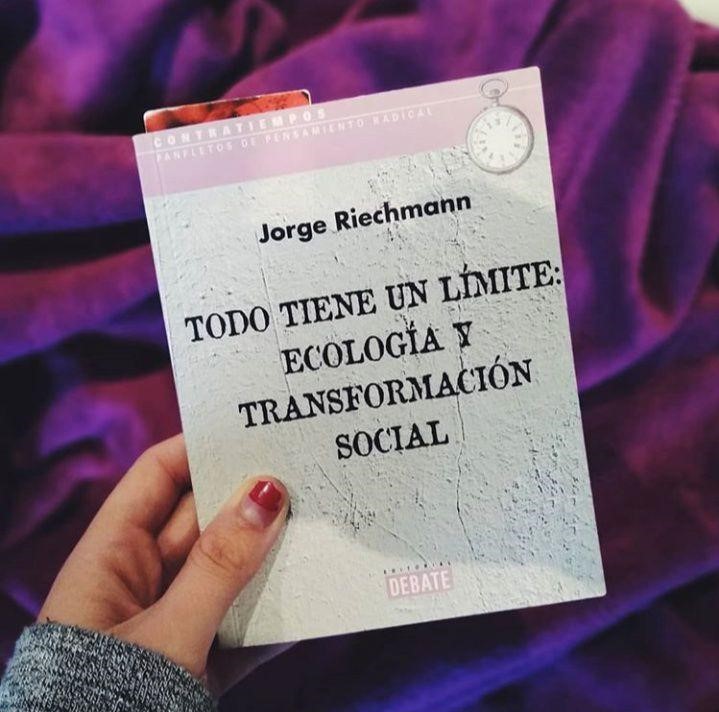 CONTRATIEMPOS
PANFLETOS DE PENSAMIENTO RADICAL
Jorge Riechmann
TODO TIENE UN LÍMITE:
ECOLOGÍA Y
TRANSFORMACIÓN
SOCIAL
EDITORIAL
DEBATE